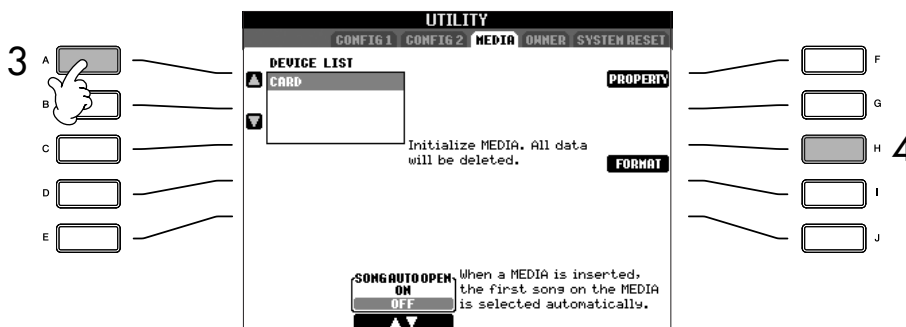 UTILITY
CONFIG 1 CONFIG 2 MEDIA OWNER SYSTEM RESET
3
A
B
C
D
E
DEVICE LIST
CARD
PROPERTY
Initialize MEDIA. All data
will be deleted.
FORMAT
SONG AUTO OPEN
ON
OFF
When a MEDIA is inserted,
the first song on the MEDIA
is selected automatically.
F
G
H
I
J
4